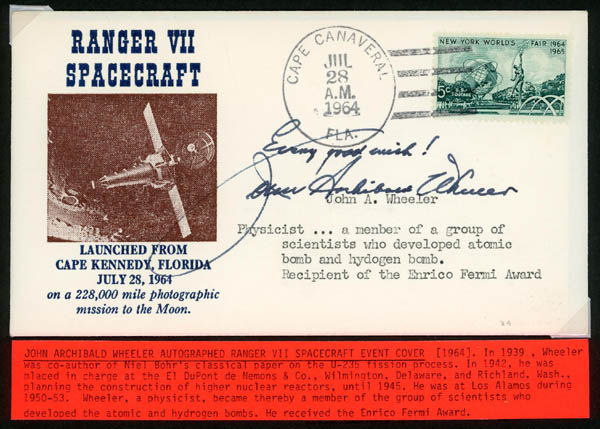 RANGER VII
SPACECRAFT
LAUNCHED FROM
CAPE KENNEDY, FLORIDA
JULY 28, 1964
on a 228,000 mile photographic
mission to the Moon.
CAPE CANAVERAL
JUL
28
A.M.
1964
FLA.
NEW YORK WORLD'S FAIR 1964
1965
5c U.S. POSTAGE
Every good wish!
John Archibald Wheeler
John A. Wheeler
Physicist ... a menber of a group of
scientists who developed atomic
bomb and hydrogen bomb.
Recipient of the Enrico Fermi Award
JOHN ARCHIBALD WHEELER AUTOGRAPHED RANGER VII SPACECRAFT EVENT COVER [1964]. In 1939 , Wheeler
was co-author of Niel Bohr's classical paper on the U-235 fission process. In 1942, he was
placed in charge at the El DuPont de Nemons & Co., Wilmington, Delaware, and Richland, Wash.,
planning the construction of higher nuclear reactors, until 1945. He was at Los Alamos during
1950-53. Wheeler, a physicist, became thereby a member of the group of scientists who
developed the atomic and hydrogen bombs. He received the Enrico Fermi Award.